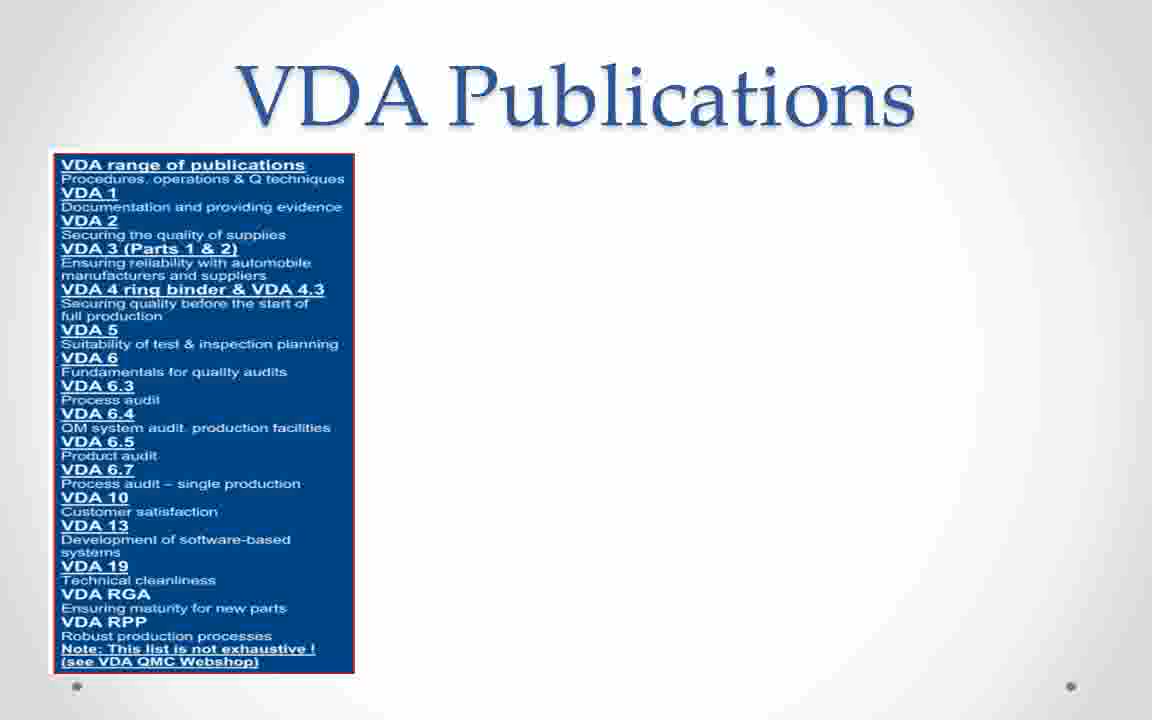 VDA Publications
VDA range of publications
Procedures, operations & Q techniques
VDA 1
Documentation and providing evidence
VDA 2
Securing the quality of supplies
VDA 3 (Parts 1 & 2)
Ensuring reliability with automobile
manufacturers and suppliers
VDA 4 ring binder & VDA 4.3
Securing quality before the start of
full production
VDA 5
Suitability of test & inspection planning
VDA 6
Fundamentals for quality audits
VDA 6.3
Process audit
VDA 6.4
QM system audit, production facilities
VDA 6.5
Product audit
VDA 6.7
Process audit – single production
VDA 10
Customer satisfaction
VDA 13
Development of software-based
systems
VDA 19
Technical cleanliness
VDA RGA
Ensuring maturity for new parts
VDA RPP
Robust production processes
Note: This list is not exhaustive !
(see VDA QMC Webshop)